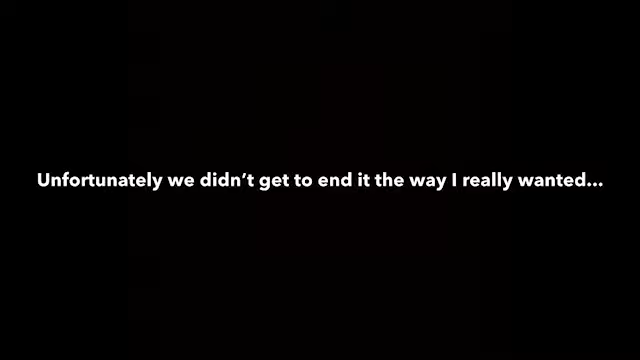 Unfortunately we didn’t get to end it the way I really wanted...